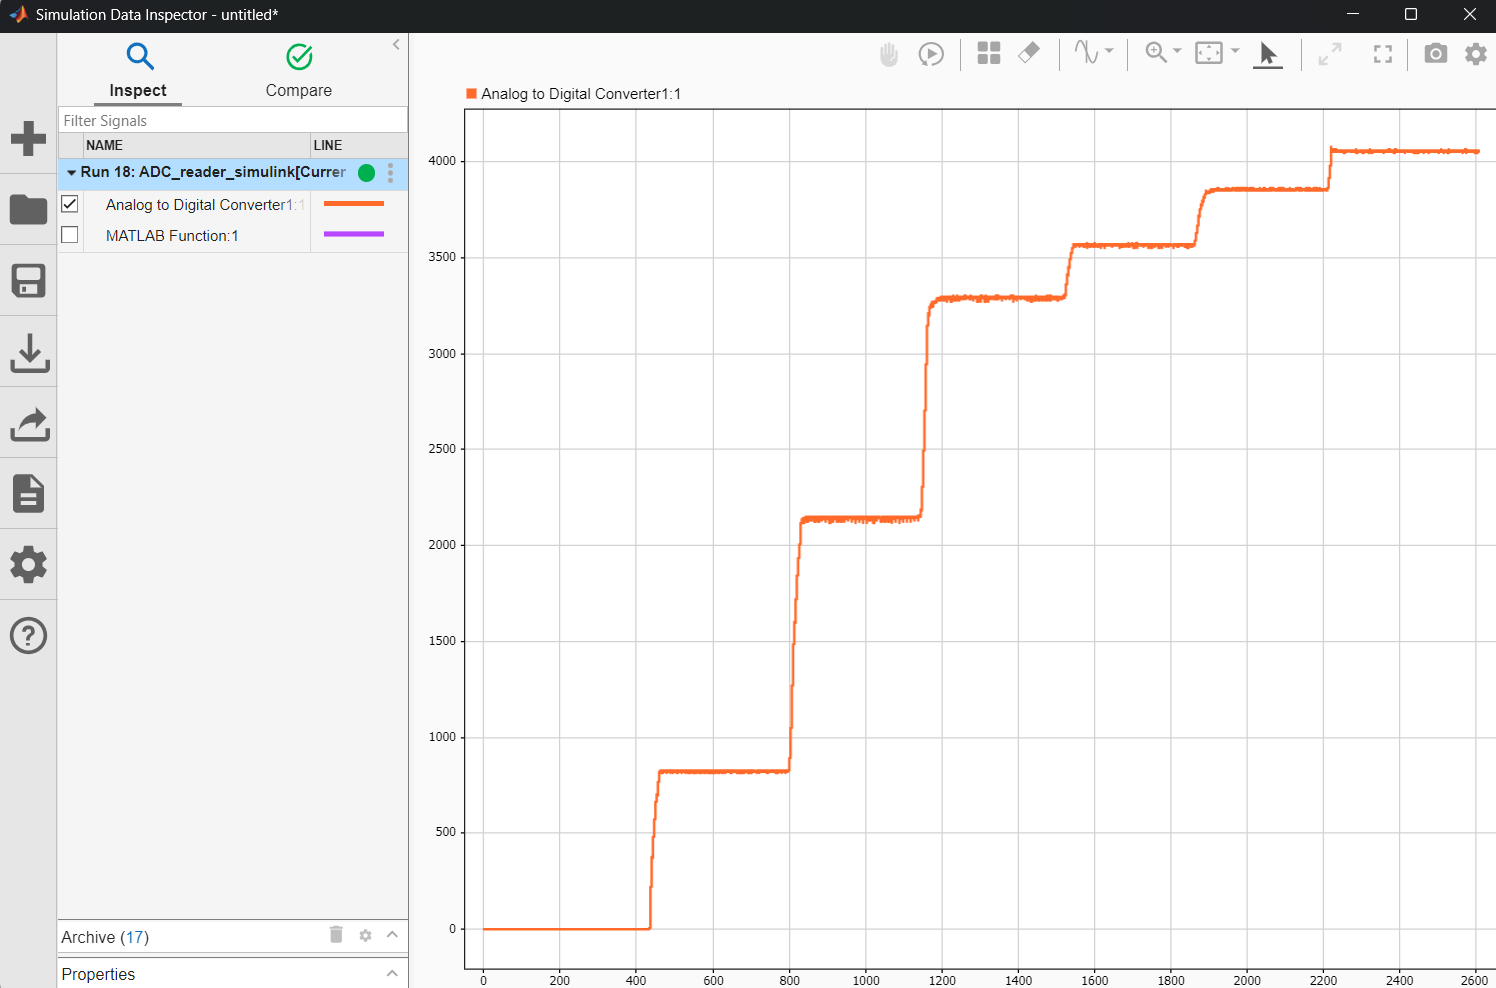 Simulation Data Inspector - untitled*
Inspect
Compare
Filter Signals
NAME
LINE
Run 18: ADC_reader_simulink[Currer
Analog to Digital Converter1:1
MATLAB Function:1
Archive (17)
Properties
Analog to Digital Converter1:1
4000
3500
3000
2500
2000
1500
1000
500
0
0 200 400 600 800 1000 1200 1400 1600 1800 2000 2200 2400 2600